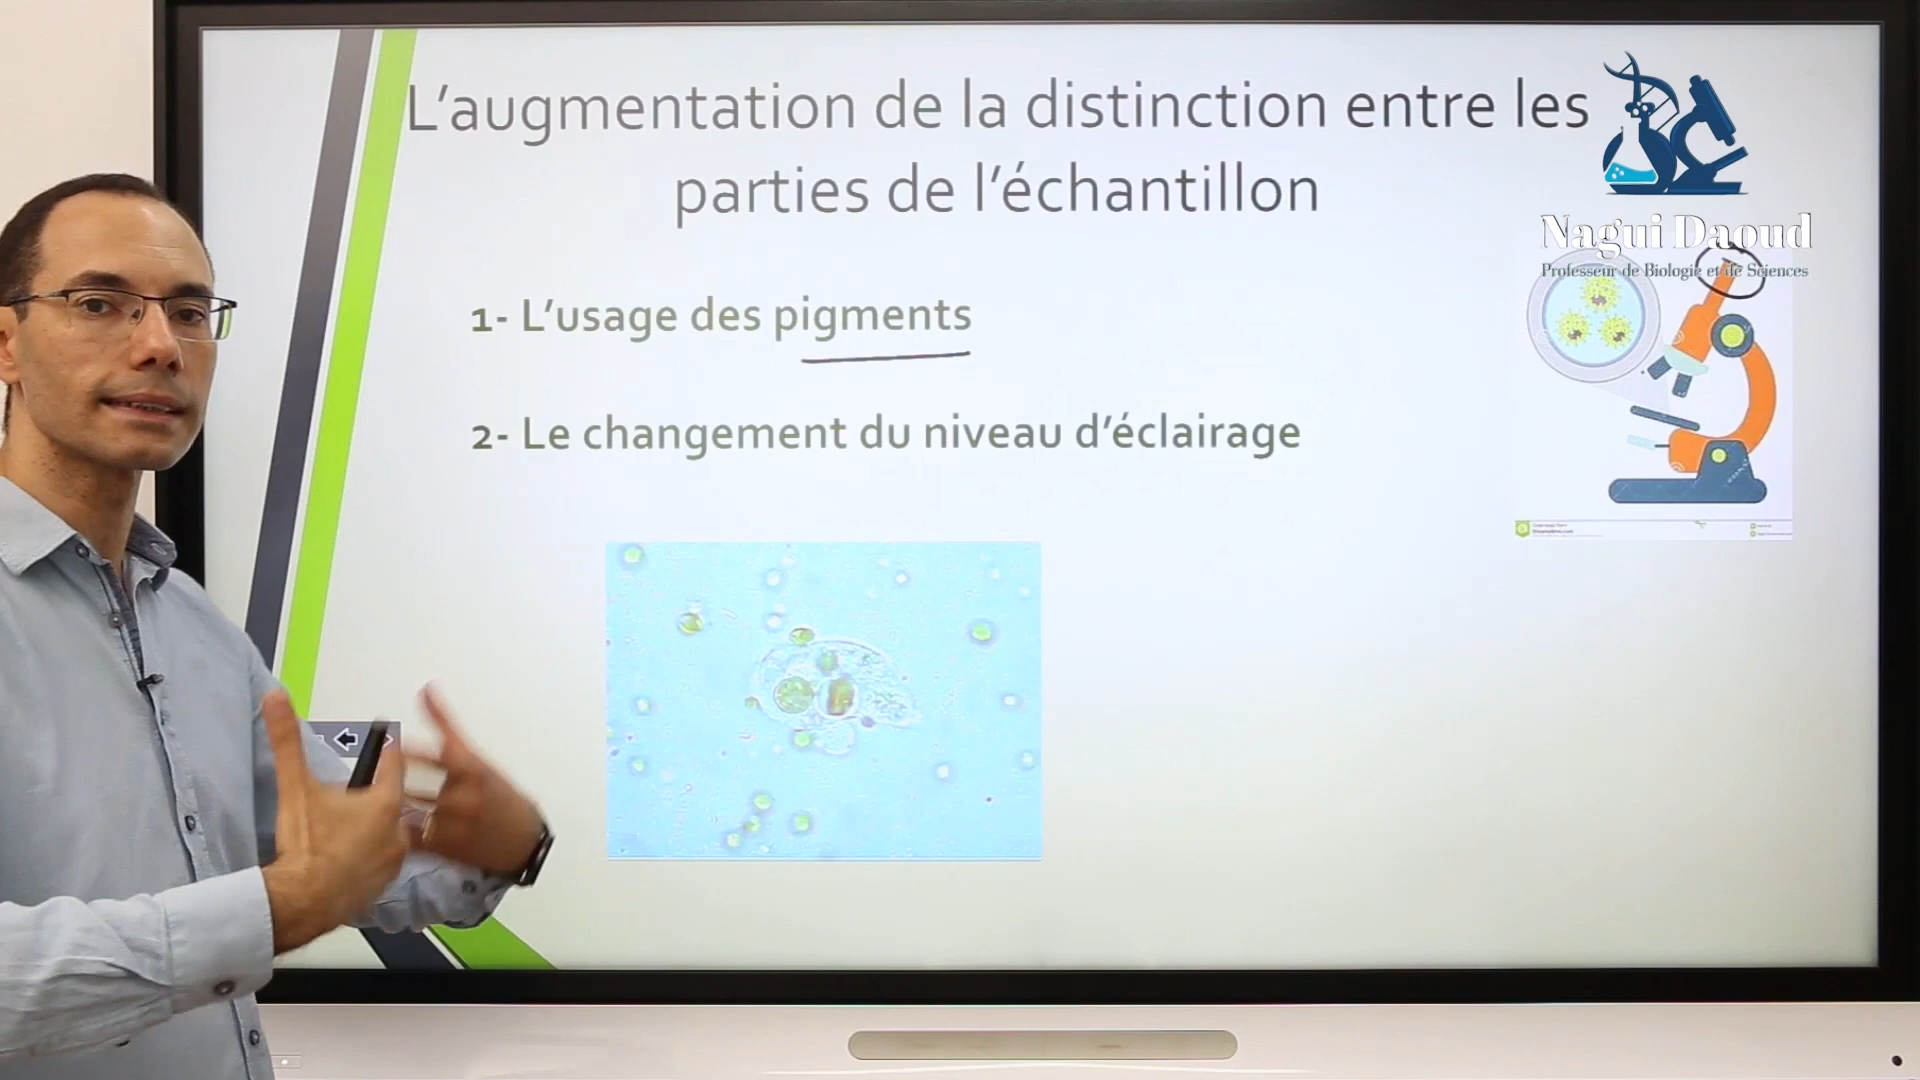 L'augmentation de la distinction entre les
parties de l'échantillon
Nagui Daoud
Professeur de Biologie et de Sciences
1- L'usage des pigments
2- Le changement du niveau d'éclairage